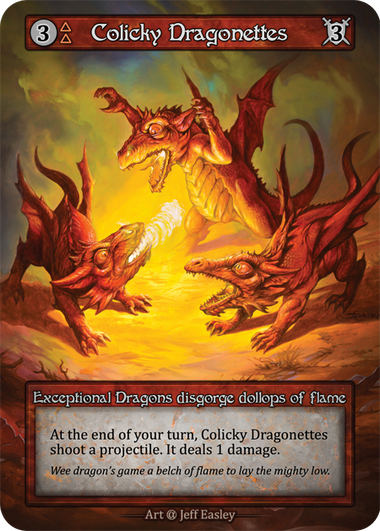 3 Colicky Dragonettes 3
Exceptional Dragons disgorge dollops of flame
At the end of your turn, Colicky Dragonettes
shoot a projectile. It deals 1 damage.
Wee dragon's game a belch of flame to lay the mighty low.
Art @ Jeff Easley